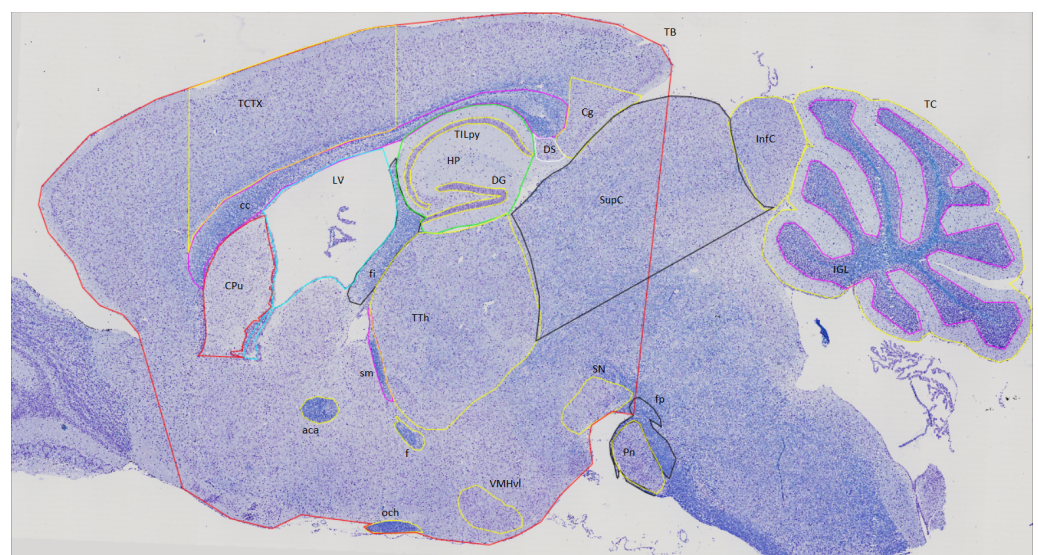 TB
TCTX
TC
Cg
TILpy
InfC
DS
HP
LV
DG
SupC
cc
IGL
fi
CPu
TTh
SN
sm
fp
aca
f
Pn
VMHvl
och